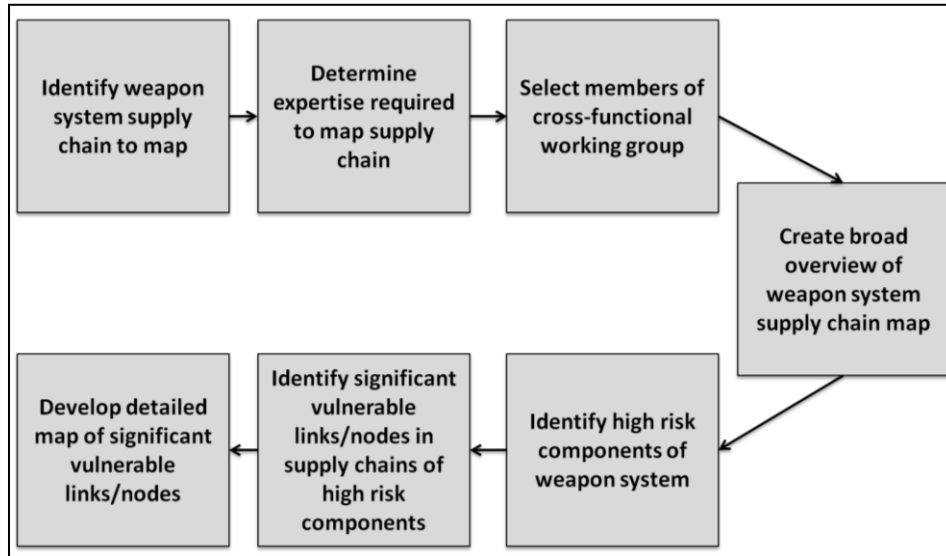 Identify weapon
system supply
chain to map
Determine
expertise required
to map supply
chain
Select members of
cross-functional
working group
Create broad
overview of
weapon system
supply chain map
Identify high risk
components of
weapon system
Identify significant
vulnerable
links/nodes in
supply chains of
high risk
components
Develop detailed
map of significant
vulnerable
links/nodes